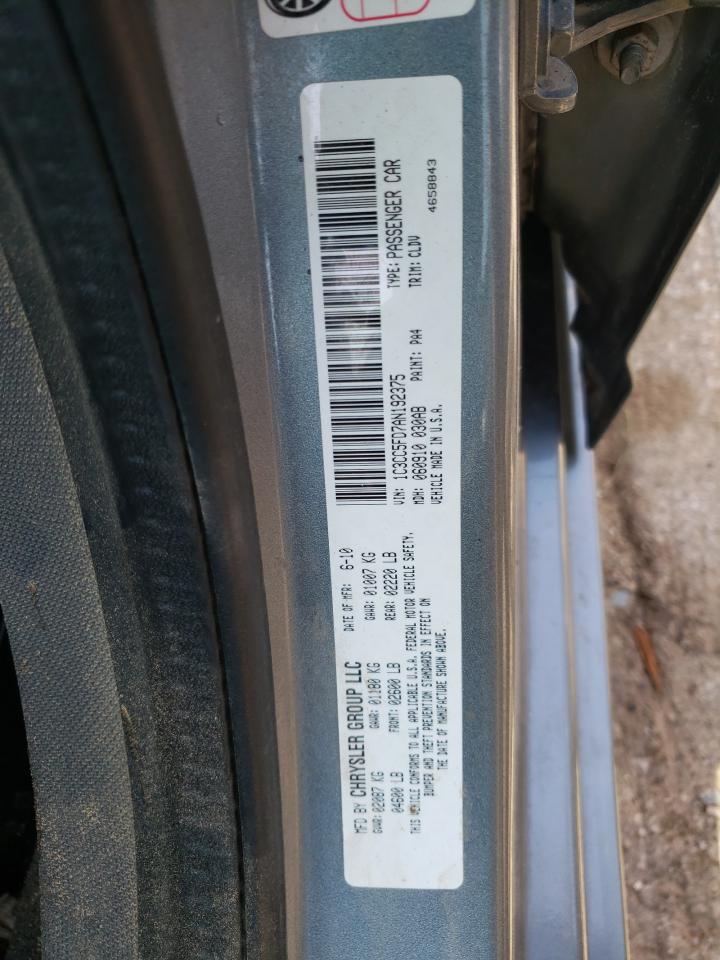 MFD BY CHRYSLER GROUP LLC DATE OF MFR: 6-10
GVWR: 02087 KG GAWR: 01180 KG GAWR: 01007 KG
04600 LB FRONT: 02600 LB REAR: 02220 LB
THIS VEHICLE CONFORMS TO ALL APPLICABLE U.S.A. FEDERAL MOTOR VEHICLE SAFETY,
BUMPER AND THEFT PREVENTION STANDARDS IN EFFECT ON
THE DATE OF MANUFACTURE SHOWN ABOVE.
VIN: 1C3CC5FD7AN192375 TYPE: PASSENGER CAR
MDH: 060910 030AB PAINT: PA4 TRIM: CLDV
VEHICLE MADE IN U.S.A. 4658843